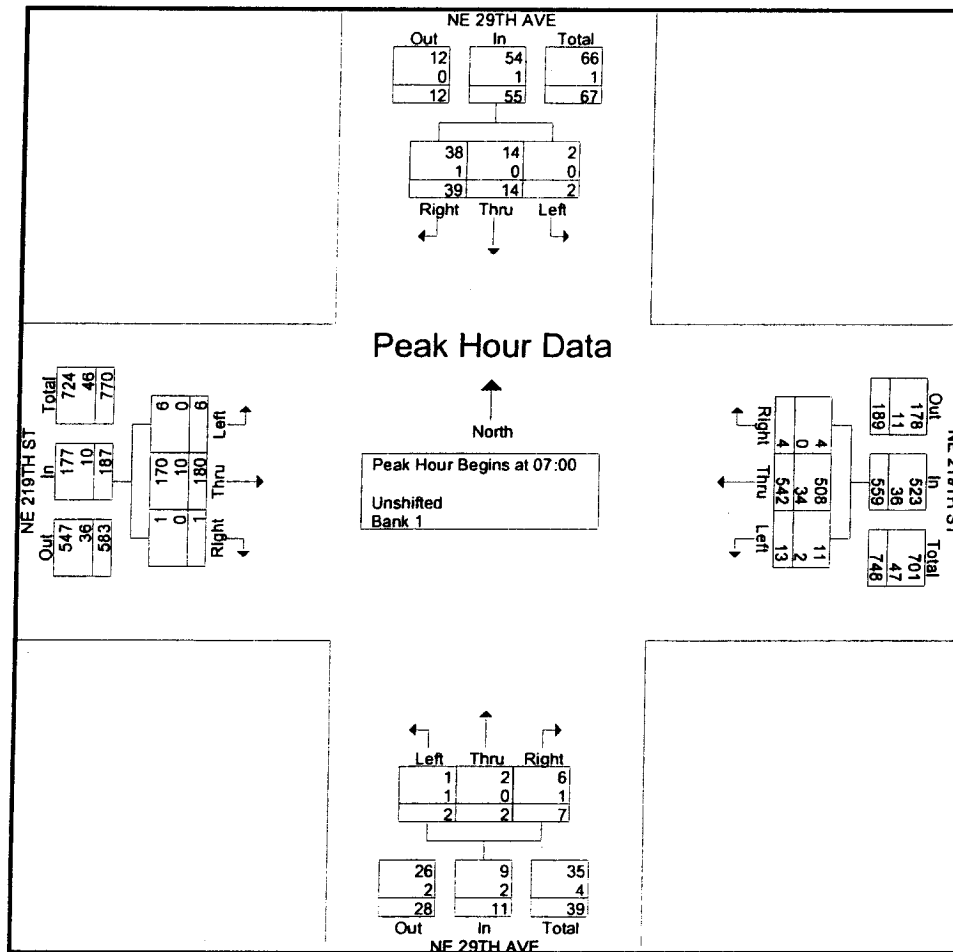 NE 29TH AVE
Out In Total
12 54 66
0 1 1
12 55 67
38 14 2
1 0 0
39 14 2
Right Thru Left
Peak Hour Data
North
Peak Hour Begins at 07:00
Unshifted
Bank 1
NE 219TH ST
Out In Total
547 177 724
36 10 46
583 187 770
Right Thru Left
1 170 6
0 10 0
1 180 6
NE 219TH ST
Out In Total
178 523 701
11 36 47
189 559 748
4 508 11
0 34 2
4 542 13
Right Thru Left
Left Thru Right
1 2 6
1 0 1
2 2 7
26 9 35
2 2 4
28 11 39
Out In Total
NE 29TH AVE